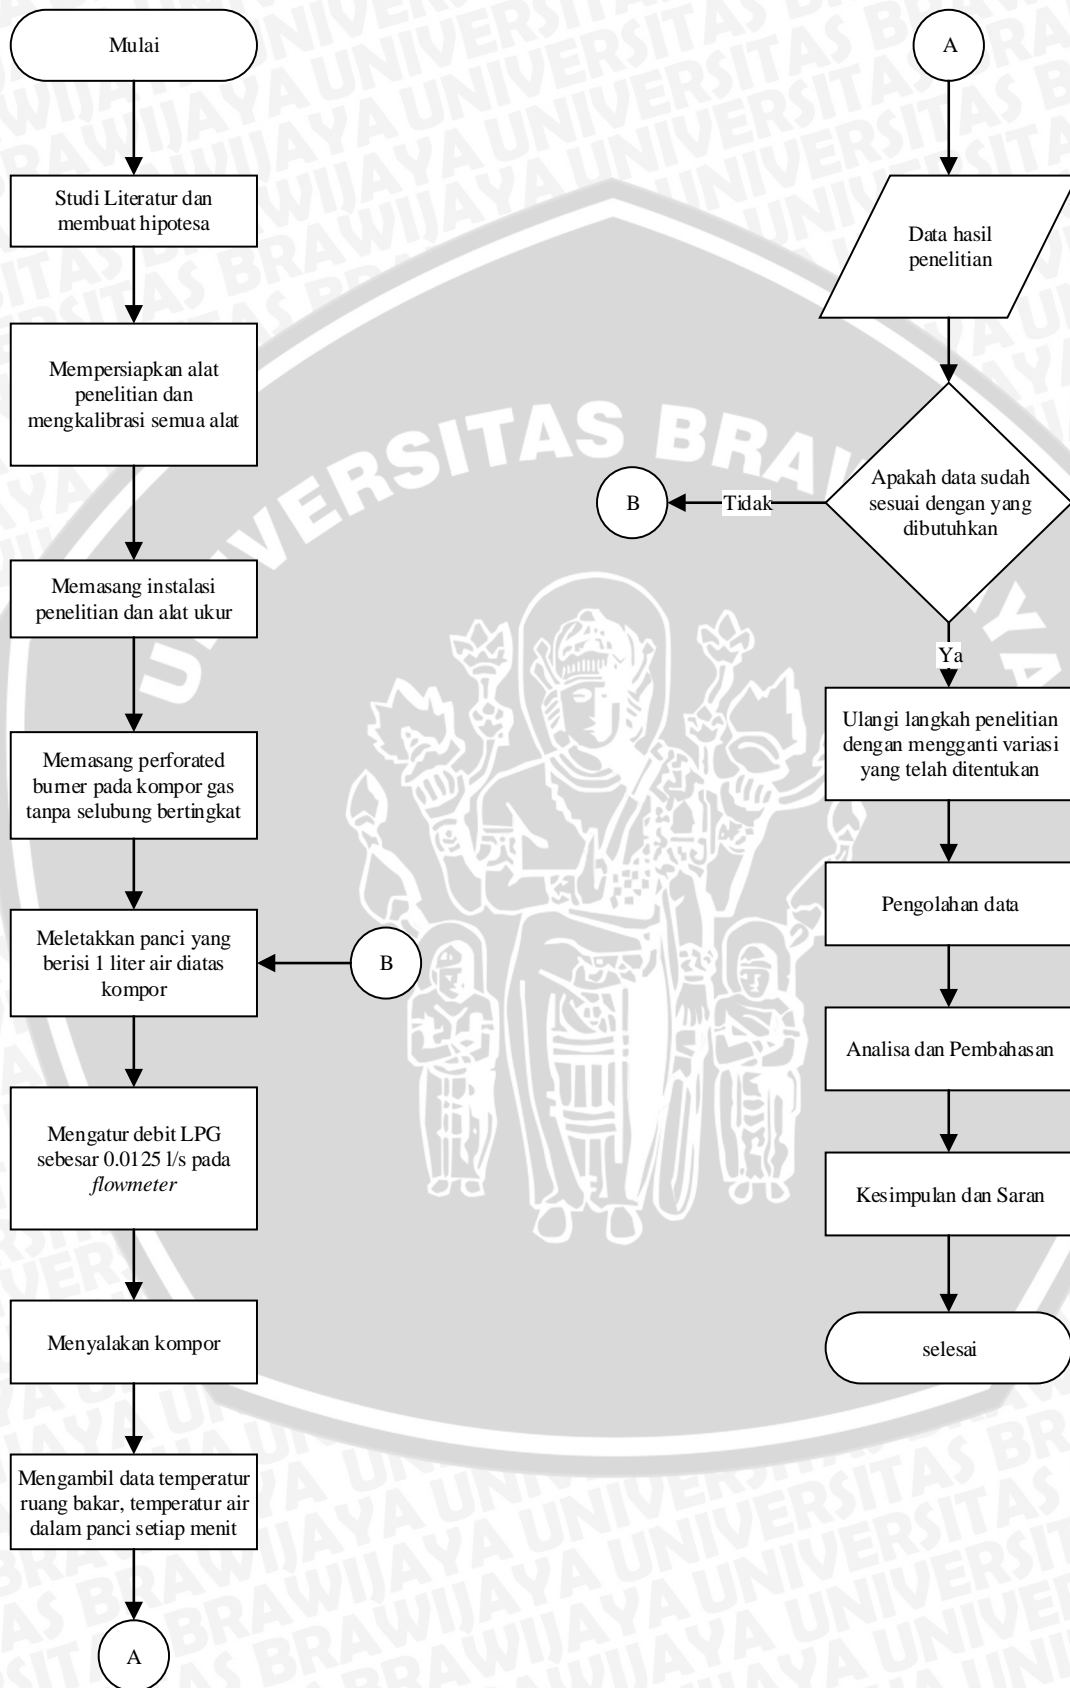 Mulai
Studi Literatur dan
membuat hipotesa
Mempersiapkan alat
penelitian dan
mengkalibrasi semua alat
Memasang instalasi
penelitian dan alat ukur
Memasang perforated
burner pada kompor gas
tanpa selubung bertingkat
Meletakkan panci yang
berisi 1 liter air diatas
kompor
B
Mengatur debit LPG
sebesar 0.0125 l/s pada
flowmeter
Menyalakan kompor
Mengambil data temperatur
ruang bakar, temperatur air
dalam panci setiap menit
A
A
Data hasil
penelitian
Apakah data sudah
sesuai dengan yang
dibutuhkan
Tidak
B
Ya
Ulangi langkah penelitian
dengan mengganti variasi
yang telah ditentukan
Pengolahan data
Analisa dan Pembahasan
Kesimpulan dan Saran
selesai
UNIVERSITAS BRAWIJAYA